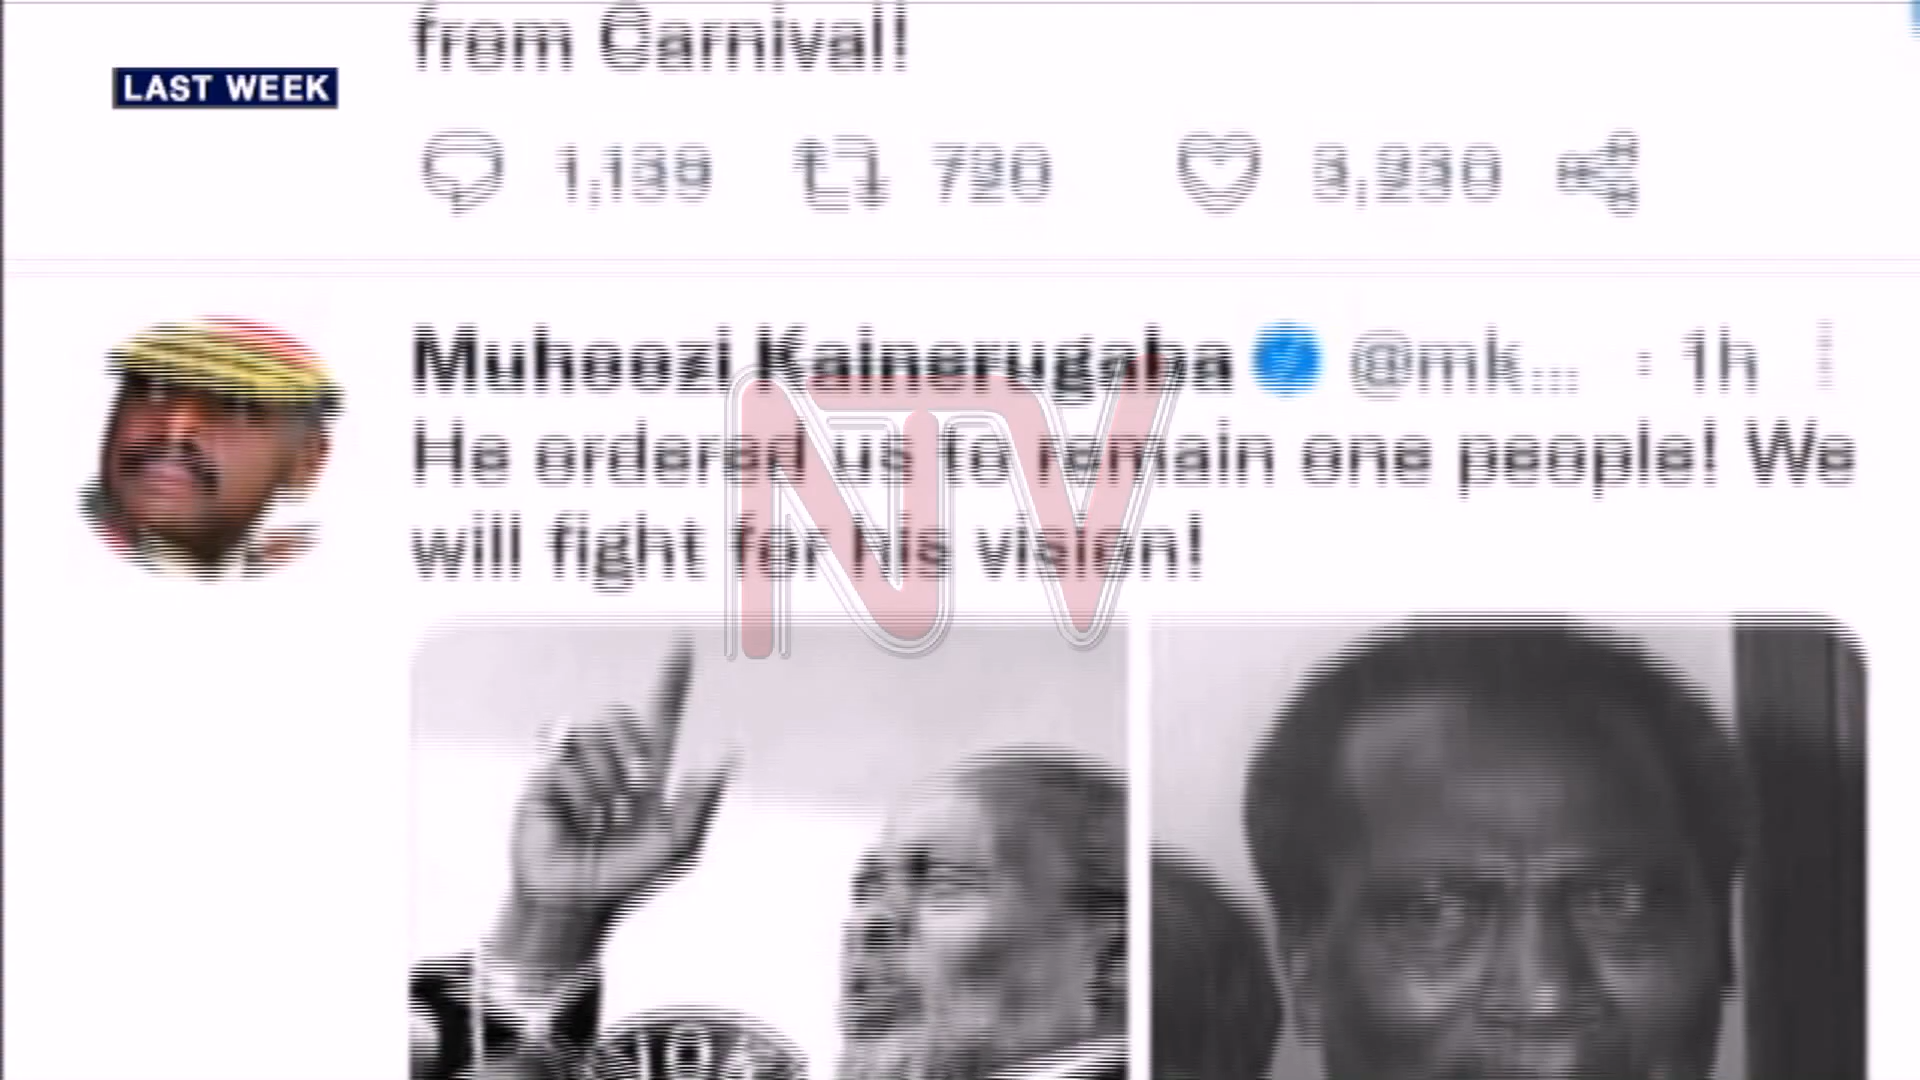 from Carnival!
LAST WEEK
1,139 720 3,230
Muhoozi Kainerugaba @mk... · 1h
He ordered us to remain one people! We
will fight for his vision!
NTV